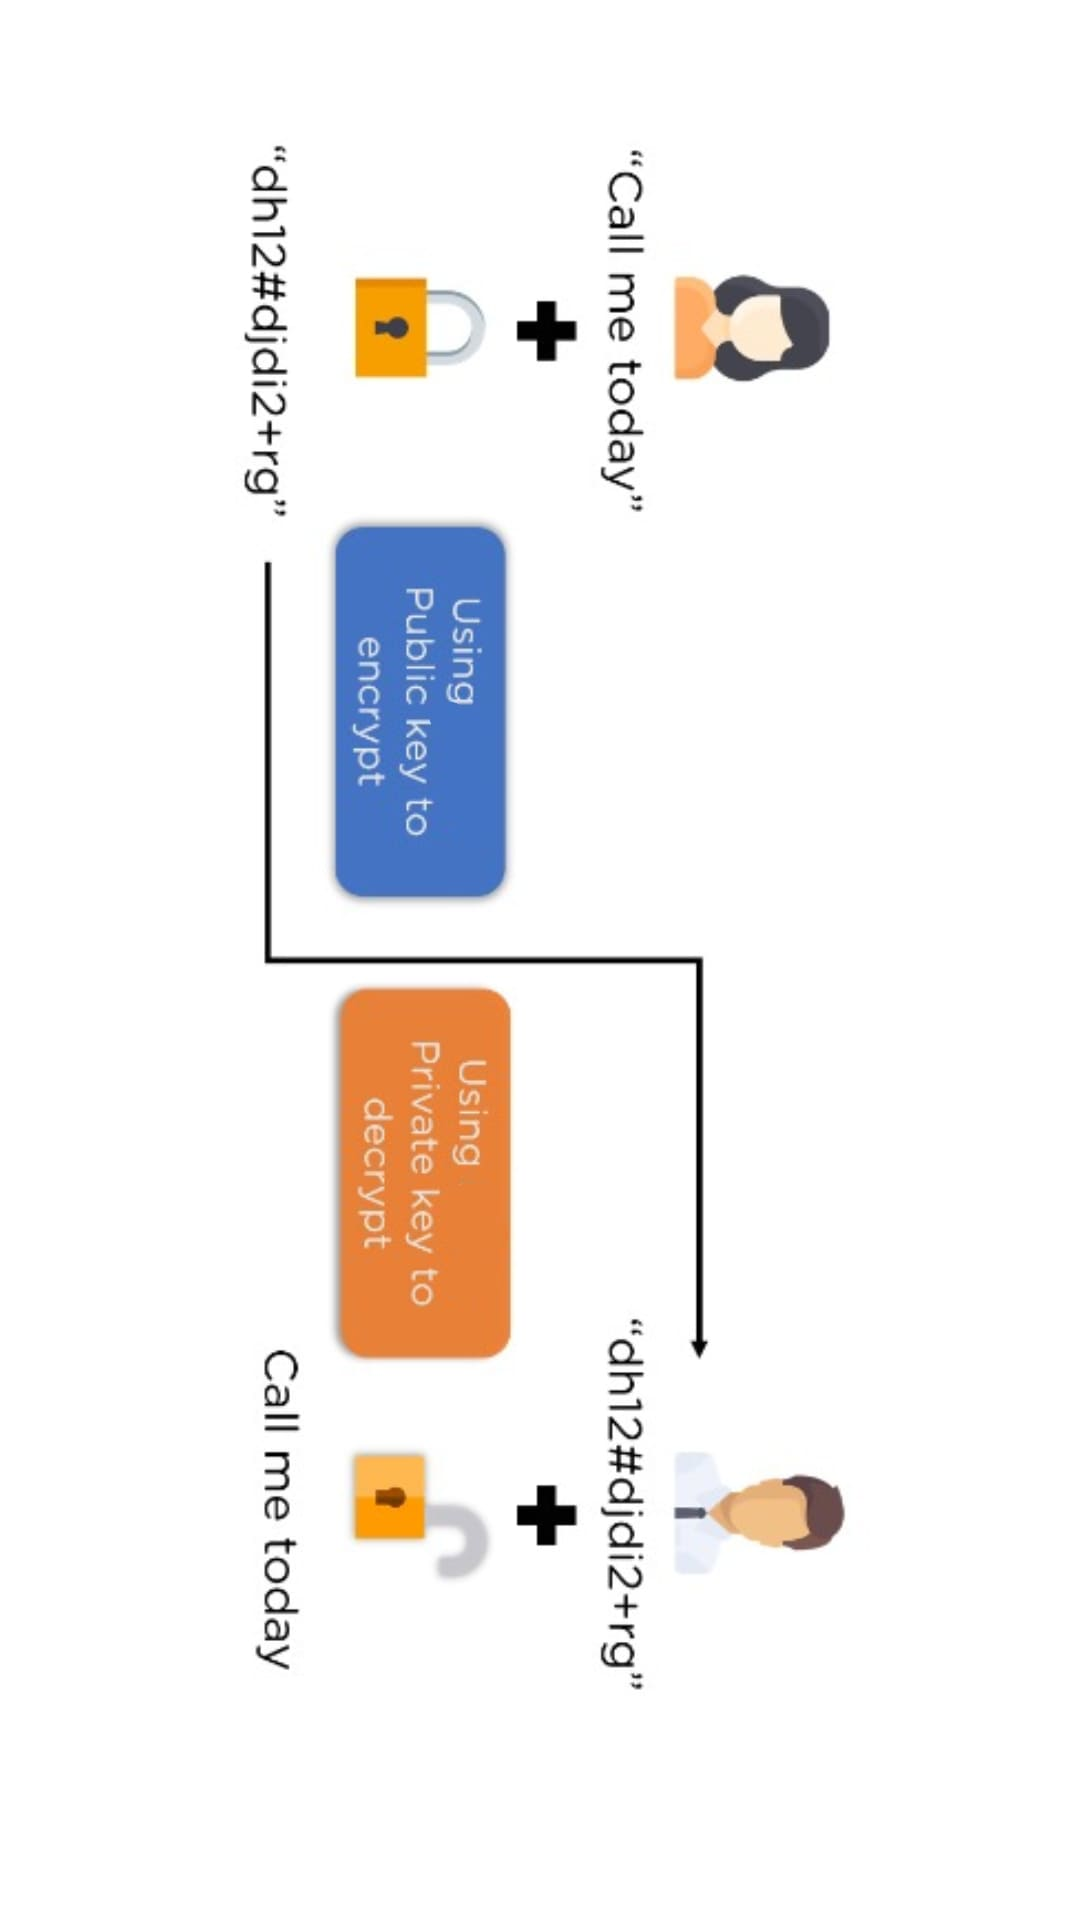 “Call me today”
“dh12#djdi2+rg”
Using
Public key to
encrypt
Using
Private key to
decrypt
“dh12#djdi2+rg”
Call me today